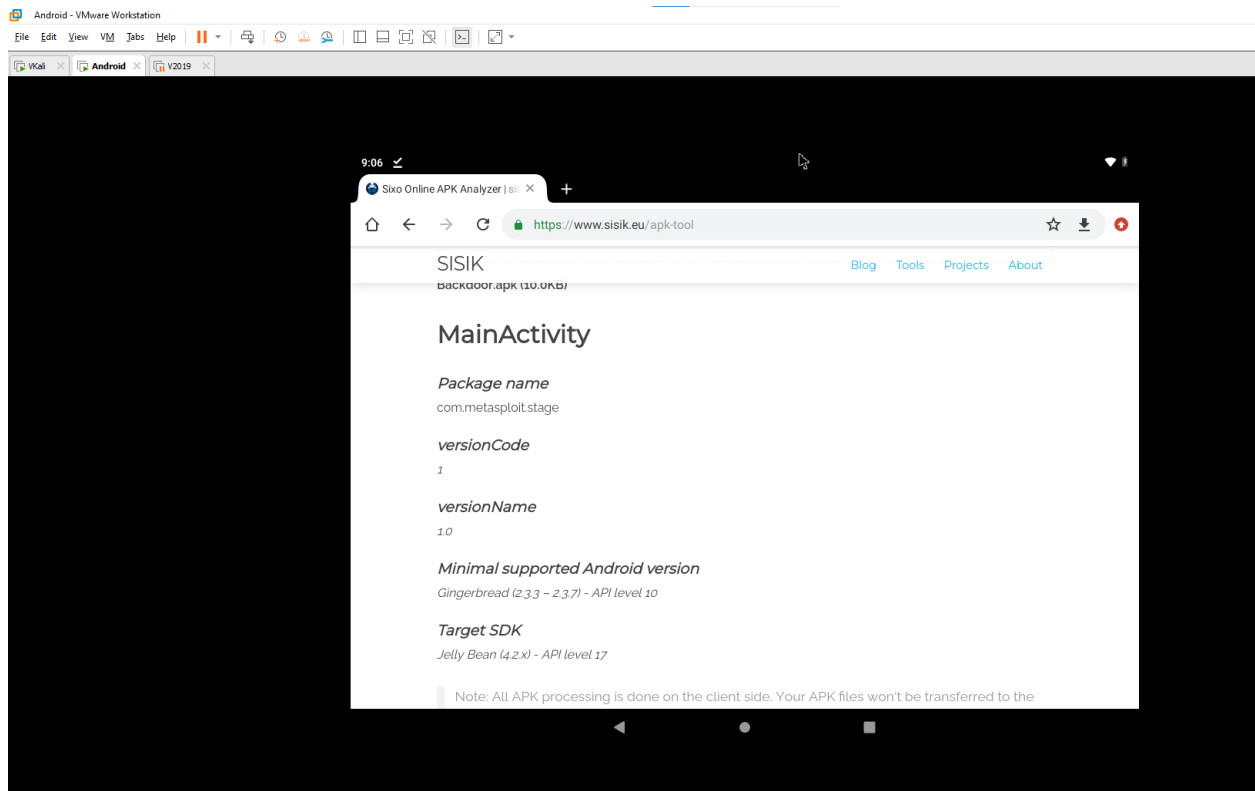 Android - VMware Workstation
File Edit View VM Tabs Help
VKali Android V2019
9:06
Sixo Online APK Analyzer | sis
https://www.sisik.eu/apk-tool
SISIK Blog Tools Projects About
Backdoor.apk (10.0KB)
MainActivity
Package name
com.metasploit.stage
versionCode
1
versionName
1.0
Minimal supported Android version
Gingerbread (2.3.3 – 2.3.7) - API level 10
Target SDK
Jelly Bean (4.2.x) - API level 17
Note: All APK processing is done on the client side. Your APK files won't be transferred to the